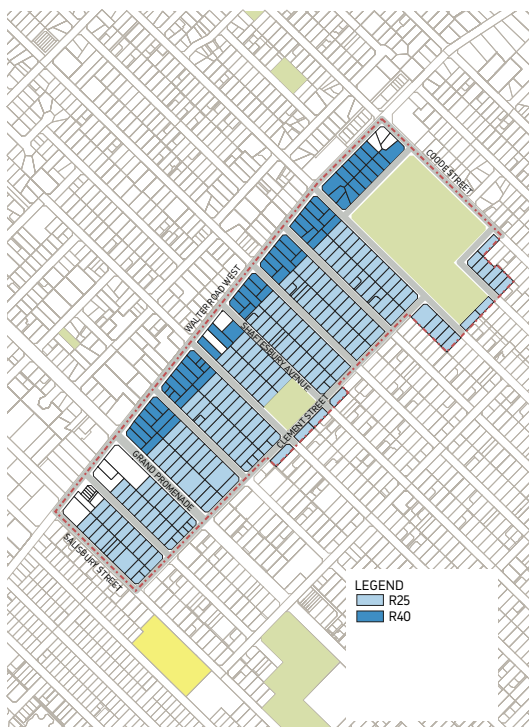 COODE STREET
WALTER ROAD WEST
SHAFTESBURY AVENUE
CLEMENT STREET
GRAND PROMENADE
SALISBURY STREET
LEGEND
R25
R40